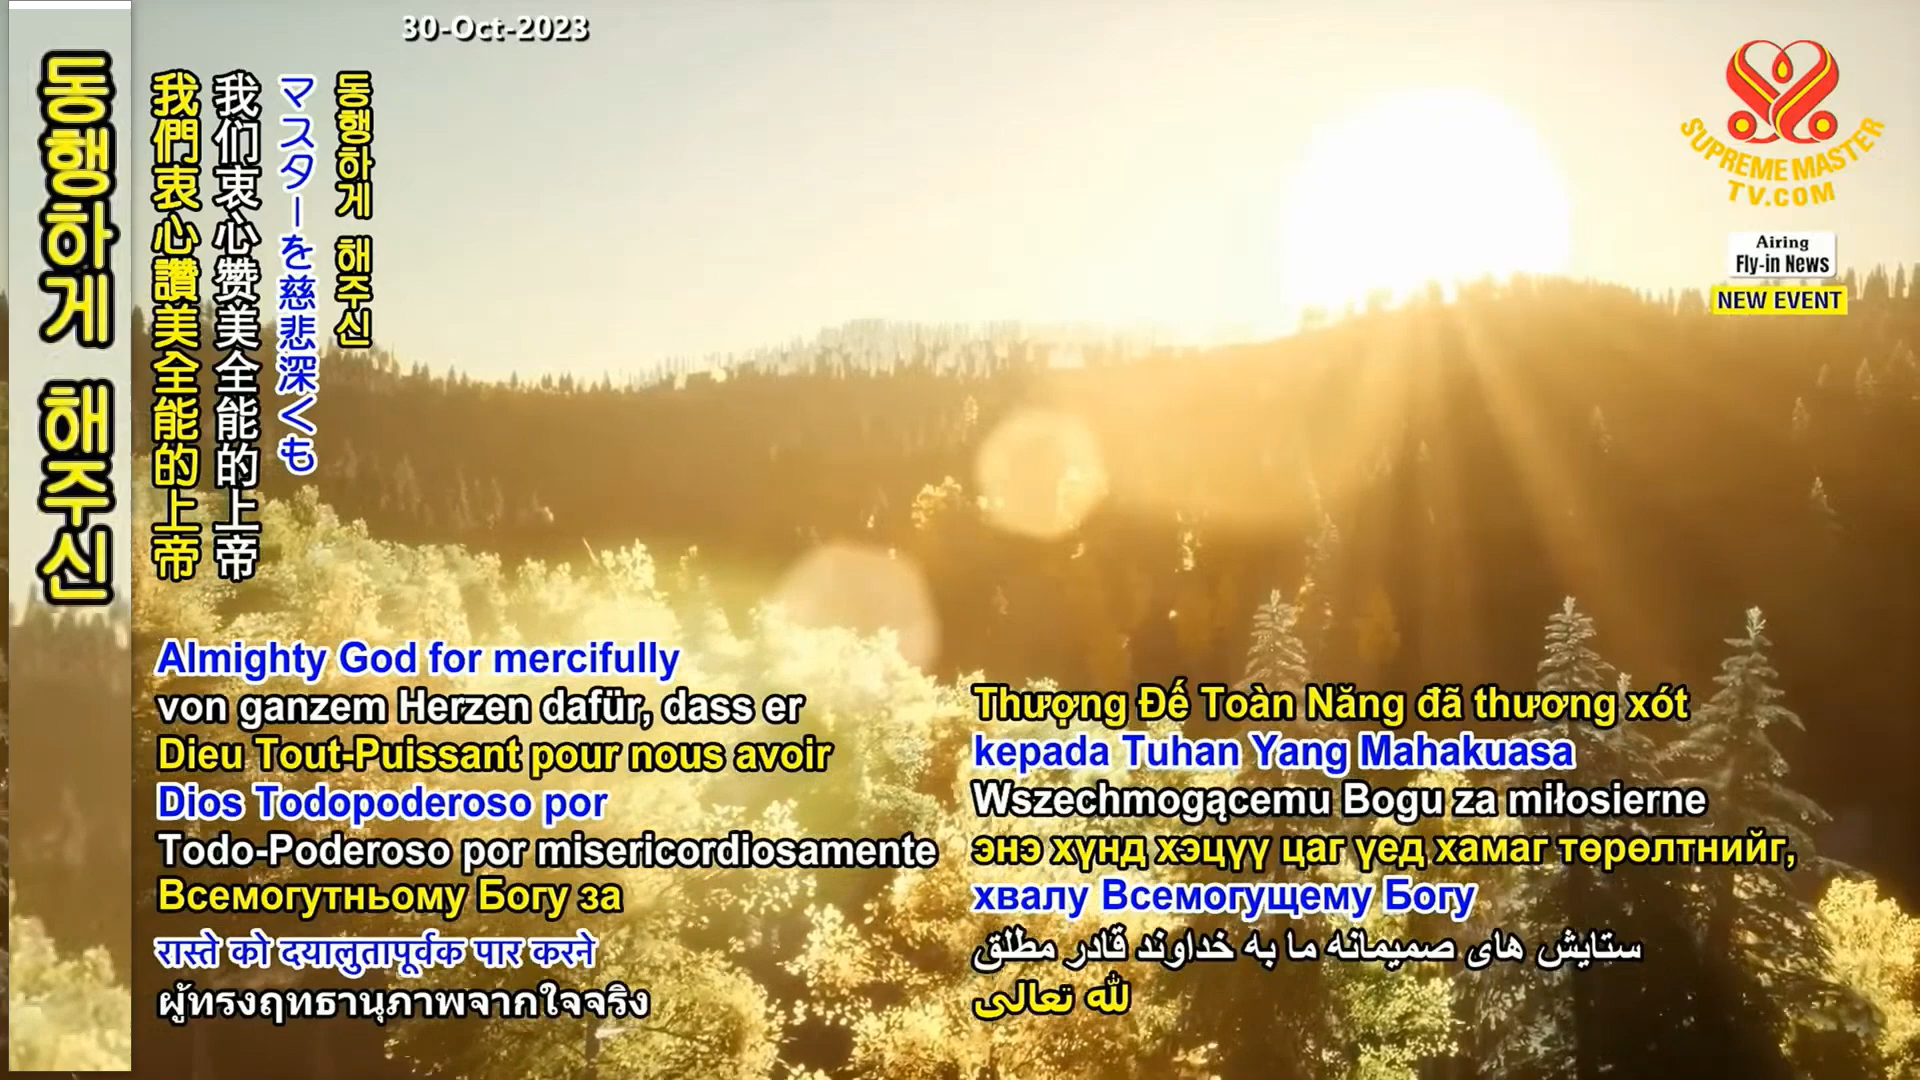 30-Oct-2023
동행하게 해주신
我們衷心讚美全能的上帝
我们衷心赞美全能的上帝
マスターを慈悲深くも
동행하게 해주신
SUPREME MASTER
TV.COM
Airing
Fly-in News
NEW EVENT
Almighty God for mercifully
von ganzem Herzen dafür, dass er
Dieu Tout-Puissant pour nous avoir
Dios Todopoderoso por
Todo-Poderoso por misericordiosamente
Всемогутньому Богу за
रास्ते को दयालुतापूर्वक पार करने
ผู้ทรงฤทธานุภาพจากใจจริง
Thượng Đế Toàn Năng đã thương xót
kepada Tuhan Yang Mahakuasa
Wszechmogącemu Bogu za miłosierne
энэ хүнд хэцүү цаг үед хамаг төрөлтнийг,
хвалу Всемогущему Богу
ستایش های صمیمانه ما به خداوند قادر مطلق
لله تعالى